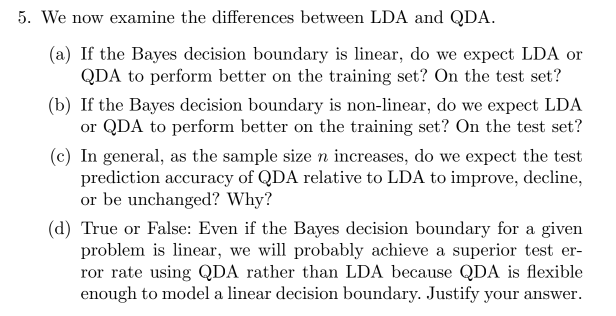 5. We now examine the differences between LDA and QDA.
(a) If the Bayes decision boundary is linear, do we expect LDA or
QDA to perform better on the training set? On the test set?
(b) If the Bayes decision boundary is non-linear, do we expect LDA
or QDA to perform better on the training set? On the test set?
(c) In general, as the sample size n increases, do we expect the test
prediction accuracy of QDA relative to LDA to improve, decline,
or be unchanged? Why?
(d) True or False: Even if the Bayes decision boundary for a given
problem is linear, we will probably achieve a superior test er-
ror rate using QDA rather than LDA because QDA is flexible
enough to model a linear decision boundary. Justify your answer.